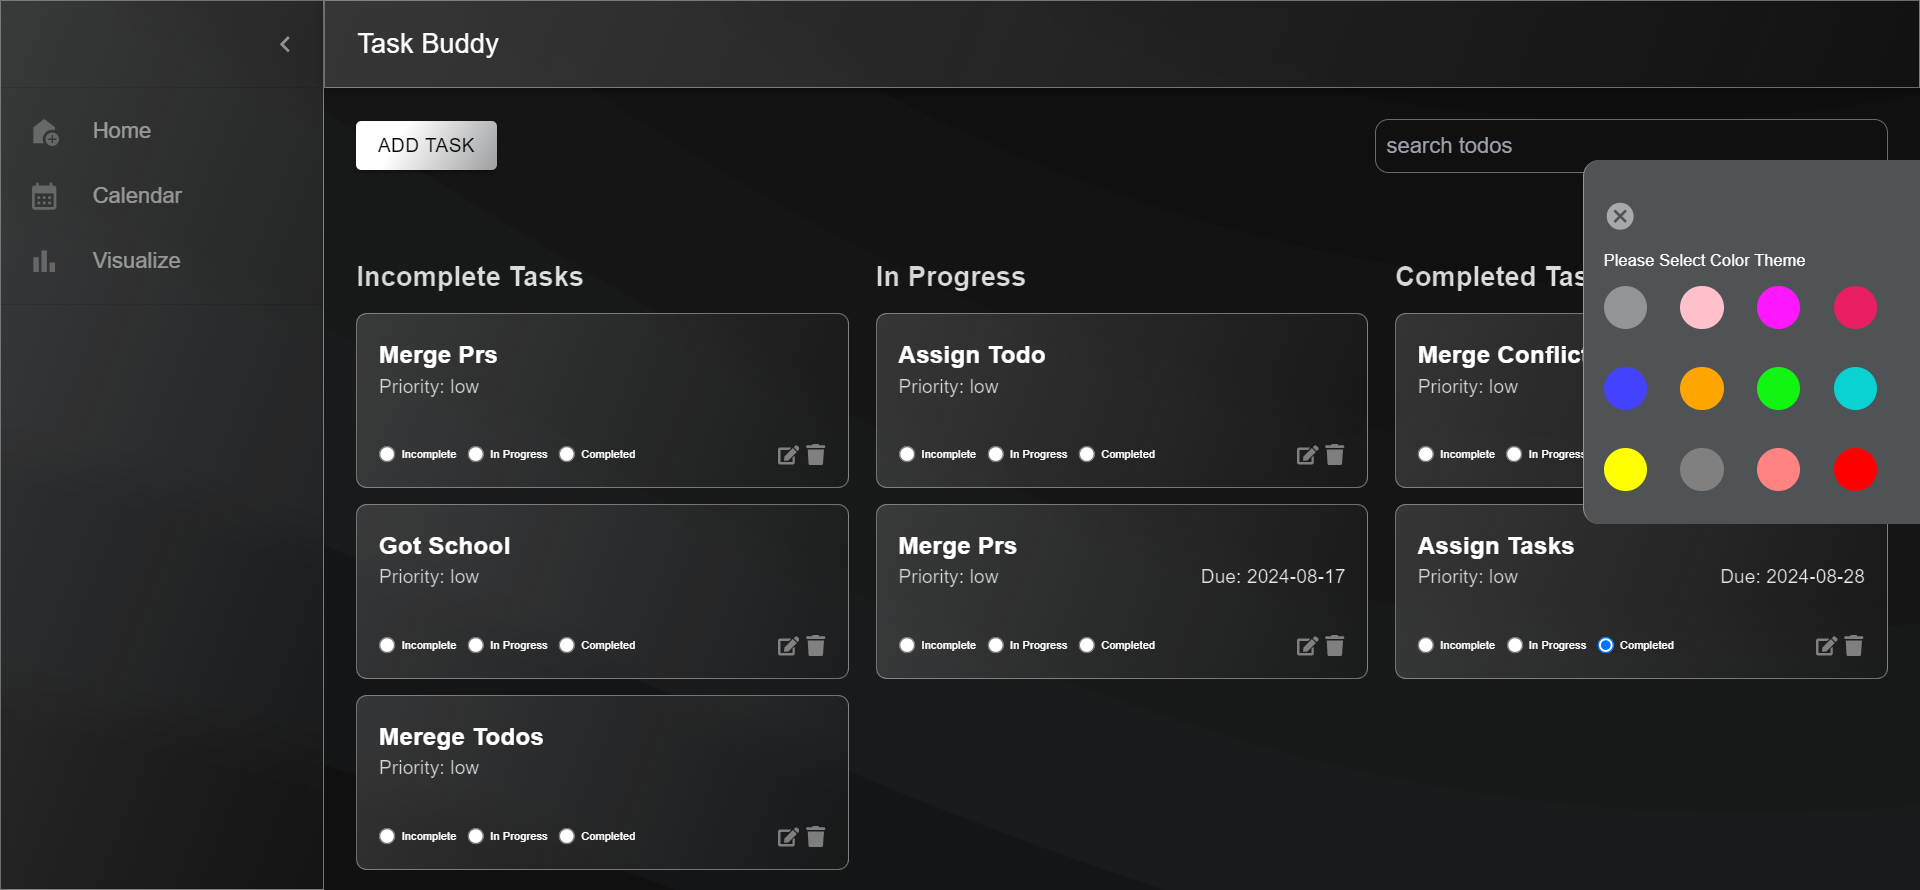 Task Buddy
Home
Calendar
Visualize
ADD TASK
search todos
Please Select Color Theme
Incomplete Tasks
Merge Prs
Priority: low
Incomplete In Progress Completed
Got School
Priority: low
Incomplete In Progress Completed
Merege Todos
Priority: low
Incomplete In Progress Completed
In Progress
Assign Todo
Priority: low
Incomplete In Progress Completed
Merge Prs
Priority: low Due: 2024-08-17
Incomplete In Progress Completed
Completed Tas
Merge Conflict
Priority: low
Incomplete In Progress
Assign Tasks
Priority: low Due: 2024-08-28
Incomplete In Progress Completed